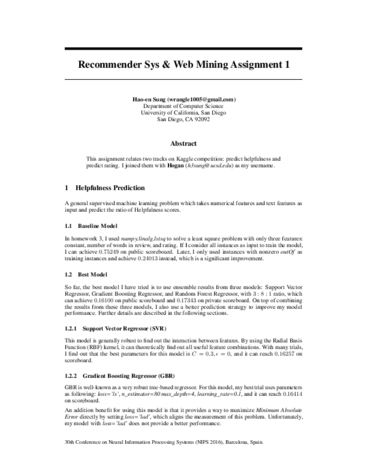 Recommender Sys & Web Mining Assignment 1
Hao-en Sung (wrangle1005@gmail.com)
Department of Computer Science
University of California, San Diego
San Diego, CA 92092
Abstract
This assignment relates two tracks on Kaggle competition: predict helpfulness and
predict rating. I joined them with Hogan (h3sung@ucsd.edu) as my username.
1 Helpfulness Prediction
A general supervised machine learning problem which takes numerical features and text features as
input and predict the ratio of Helpfulness scores.
1.1 Baseline Model
In homework 3, I used numpy.linalg.lstsq to solve a least square problem with only three features:
constant, number of words in review, and rating. If I consider all instances as input to train the model,
I can achieve 0.73249 on public scoreboard. Later, I only used instances with nonzero outOf as
training instances and achieve 0.24013 instead, which is a significant improvement.
1.2 Best Model
So far, the best model I have tried is to use ensemble results from three models: Support Vector
Regressor, Gradient Boosting Regressor, and Random Forest Regressor, with 3 : 8 : 1 ratio, which
can achieve 0.16100 on public scoreboard and 0.17343 on private scoreboard. On top of combining
the results from these three models, I also use a better prediction strategy to improve my model
performance. Further details are described in the following sections.
1.2.1 Support Vector Regressor (SVR)
This model is generally robust to find out the interaction between features. By using the Radial Basis
Function (RBF) kernel, it can theoretically find out all useful feature combinations. With many trials,
I find out that the best parameters for this model is C = 0.3, ϵ = 0, and it can reach 0.16257 on
scoreboard.
1.2.2 Gradient Boosting Regressor (GBR)
GBR is well-known as a very robust tree-based regressor. For this model, my best trial uses parameters
as following: loss='ls', n_estimator=80 max_depth=4, learning_rate=0.1, and it can reach 0.16414
on scoreboard.
An addition benefit for using this model is that it provides a way to maximize Minimum Absolute
Error directly by setting loss='lad', which aligns the measurement of this problem. Unfortunately,
my model with loss='lad' does not provide a better performance.
30th Conference on Neural Information Processing Systems (NIPS 2016), Barcelona, Spain.